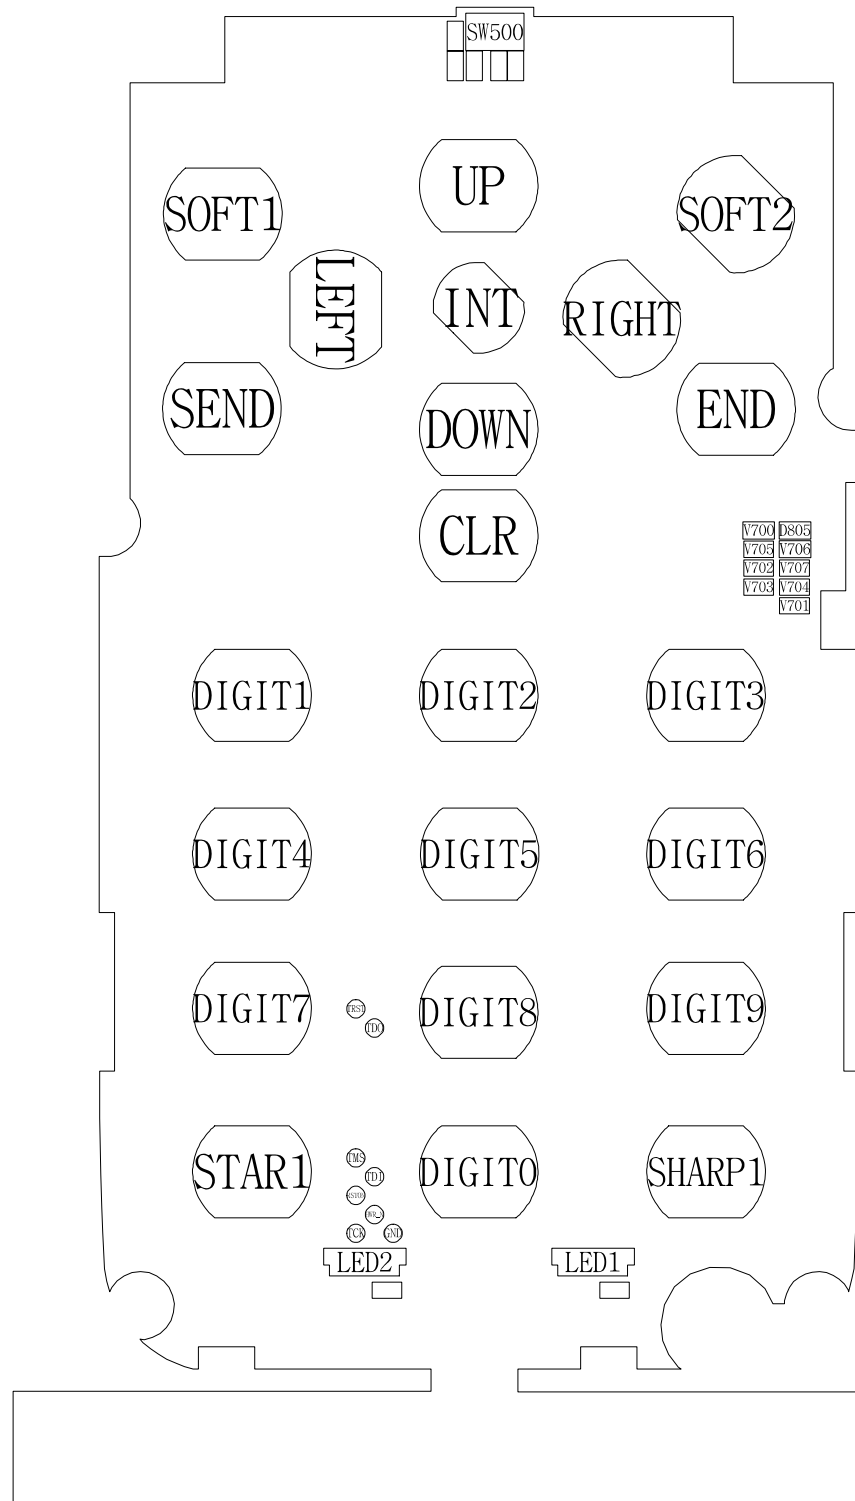 SW500
UP
SOFT1
SOFT2
LEFT
INT
RIGHT
SEND
END
DOWN
CLR
V700 D805
V705 V706
V702 V707
V703 V704
V701
DIGIT1 DIGIT2 DIGIT3
DIGIT4 DIGIT5 DIGIT6
DIGIT7 DIGIT8 DIGIT9
TRST
TDO
STAR1 DIGIT0 SHARP1
TMS
TDI
TCK GND
LED2 LED1